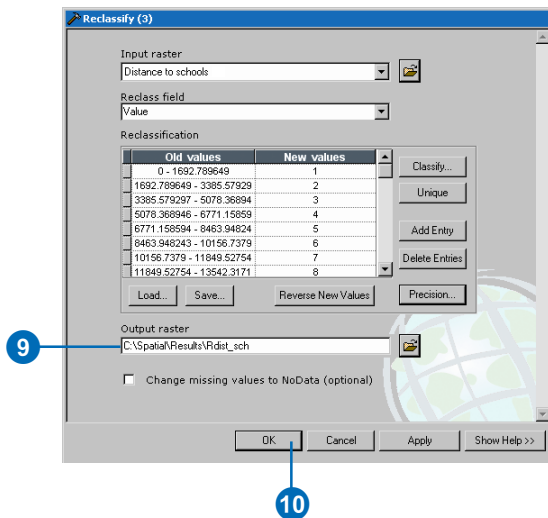 Reclassify (3)
Input raster
Distance to schools
Reclass field
Value
Reclassification
Old values New values
0 - 1692.789649 1
1692.789649 - 3385.57929 2
3385.579297 - 5078.36894 3
5078.368946 - 6771.15859 4
6771.158594 - 8463.94824 5
8463.948243 - 10156.7379 6
10156.7379 - 11849.52754 7
11849.52754 - 13542.3171 8
Classify...
Unique
Add Entry
Delete Entries
Load... Save... Reverse New Values Precision...
Output raster
9 C:\Spatial\Results\Rdist_sch
Change missing values to NoData (optional)
OK Cancel Apply Show Help >>
10